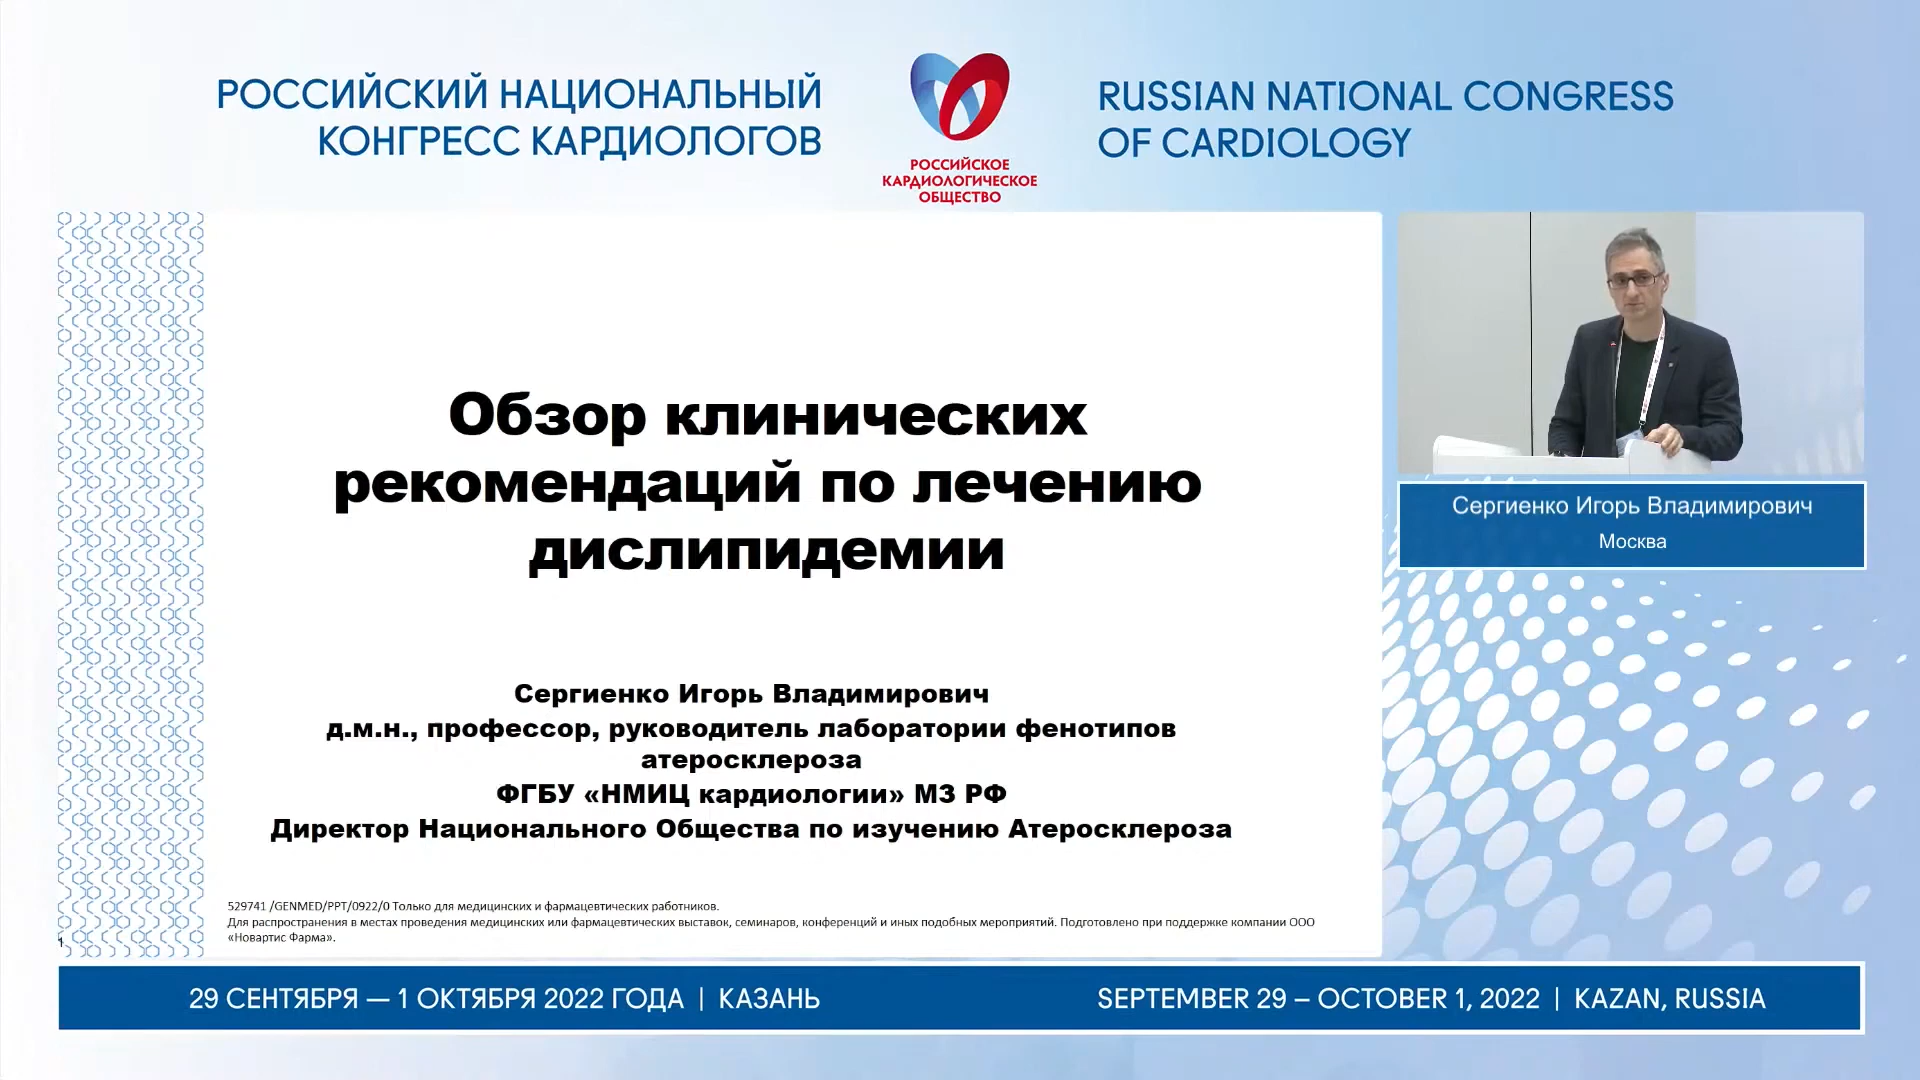 РОССИЙСКИЙ НАЦИОНАЛЬНЫЙ
КОНГРЕСС КАРДИОЛОГОВ
РОССИЙСКОЕ
КАРДИОЛОГИЧЕСКОЕ
ОБЩЕСТВО
RUSSIAN NATIONAL CONGRESS
OF CARDIOLOGY
Обзор клинических
рекомендаций по лечению
дислипидемии
Сергиенко Игорь Владимирович
д.м.н., профессор, руководитель лаборатории фенотипов
атеросклероза
ФГБУ «НМИЦ кардиологии» МЗ РФ
Директор Национального Общества по изучению Атеросклероза
529741 /GENMED/PPT/0922/0 Только для медицинских и фармацевтических работников.
Для распространения в местах проведения медицинских или фармацевтических выставок, семинаров, конференций и иных подобных мероприятий. Подготовлено при поддержке компании ООО
«Новартис Фарма».
1
Сергиенко Игорь Владимирович
Москва
29 СЕНТЯБРЯ — 1 ОКТЯБРЯ 2022 ГОДА | КАЗАНЬ
SEPTEMBER 29 – OCTOBER 1, 2022 | KAZAN, RUSSIA